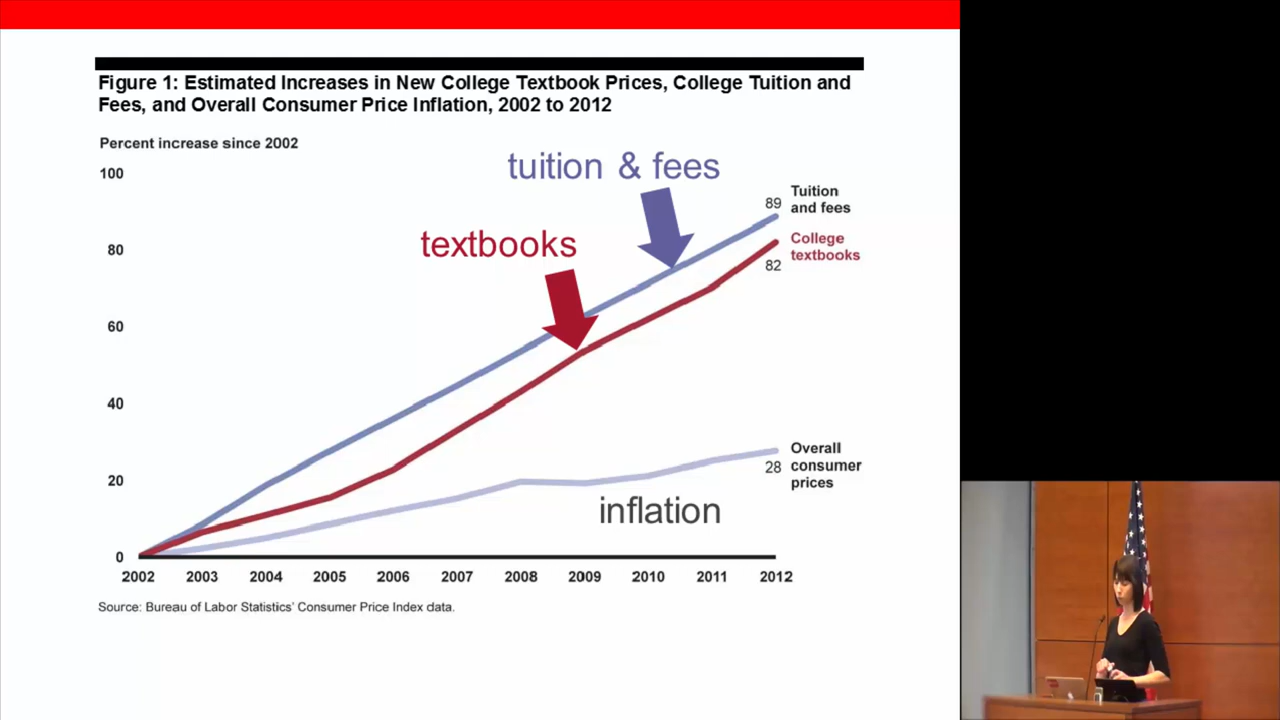 Figure 1: Estimated Increases in New College Textbook Prices, College Tuition and
Fees, and Overall Consumer Price Inflation, 2002 to 2012
Percent increase since 2002
100
80
60
40
20
0
tuition & fees
textbooks
inflation
89
Tuition
and fees
College
textbooks
82
Overall
consumer
prices
28
2002 2003 2004 2005 2006 2007 2008 2009 2010 2011 2012
Source: Bureau of Labor Statistics' Consumer Price Index data.